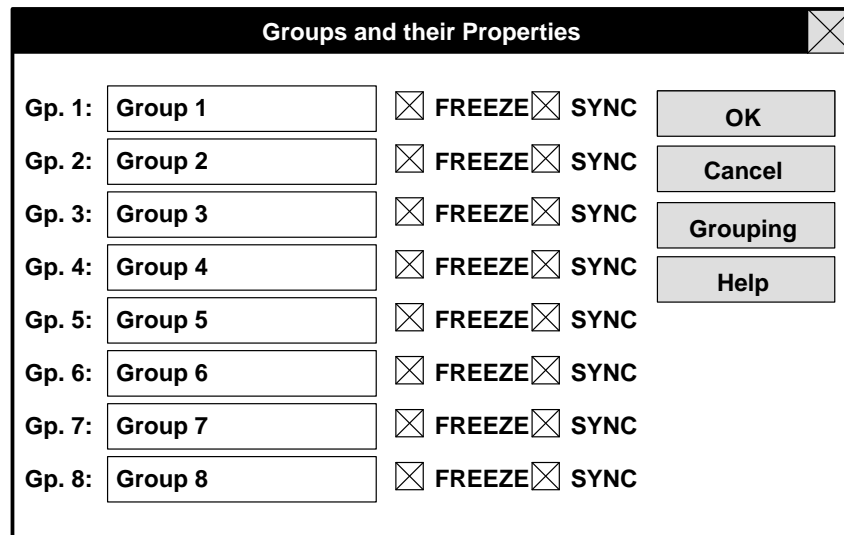 Groups and their Properties
Gp. 1: Group 1 FREEZE SYNC OK
Gp. 2: Group 2 FREEZE SYNC Cancel
Gp. 3: Group 3 FREEZE SYNC Grouping
Gp. 4: Group 4 FREEZE SYNC Help
Gp. 5: Group 5 FREEZE SYNC
Gp. 6: Group 6 FREEZE SYNC
Gp. 7: Group 7 FREEZE SYNC
Gp. 8: Group 8 FREEZE SYNC